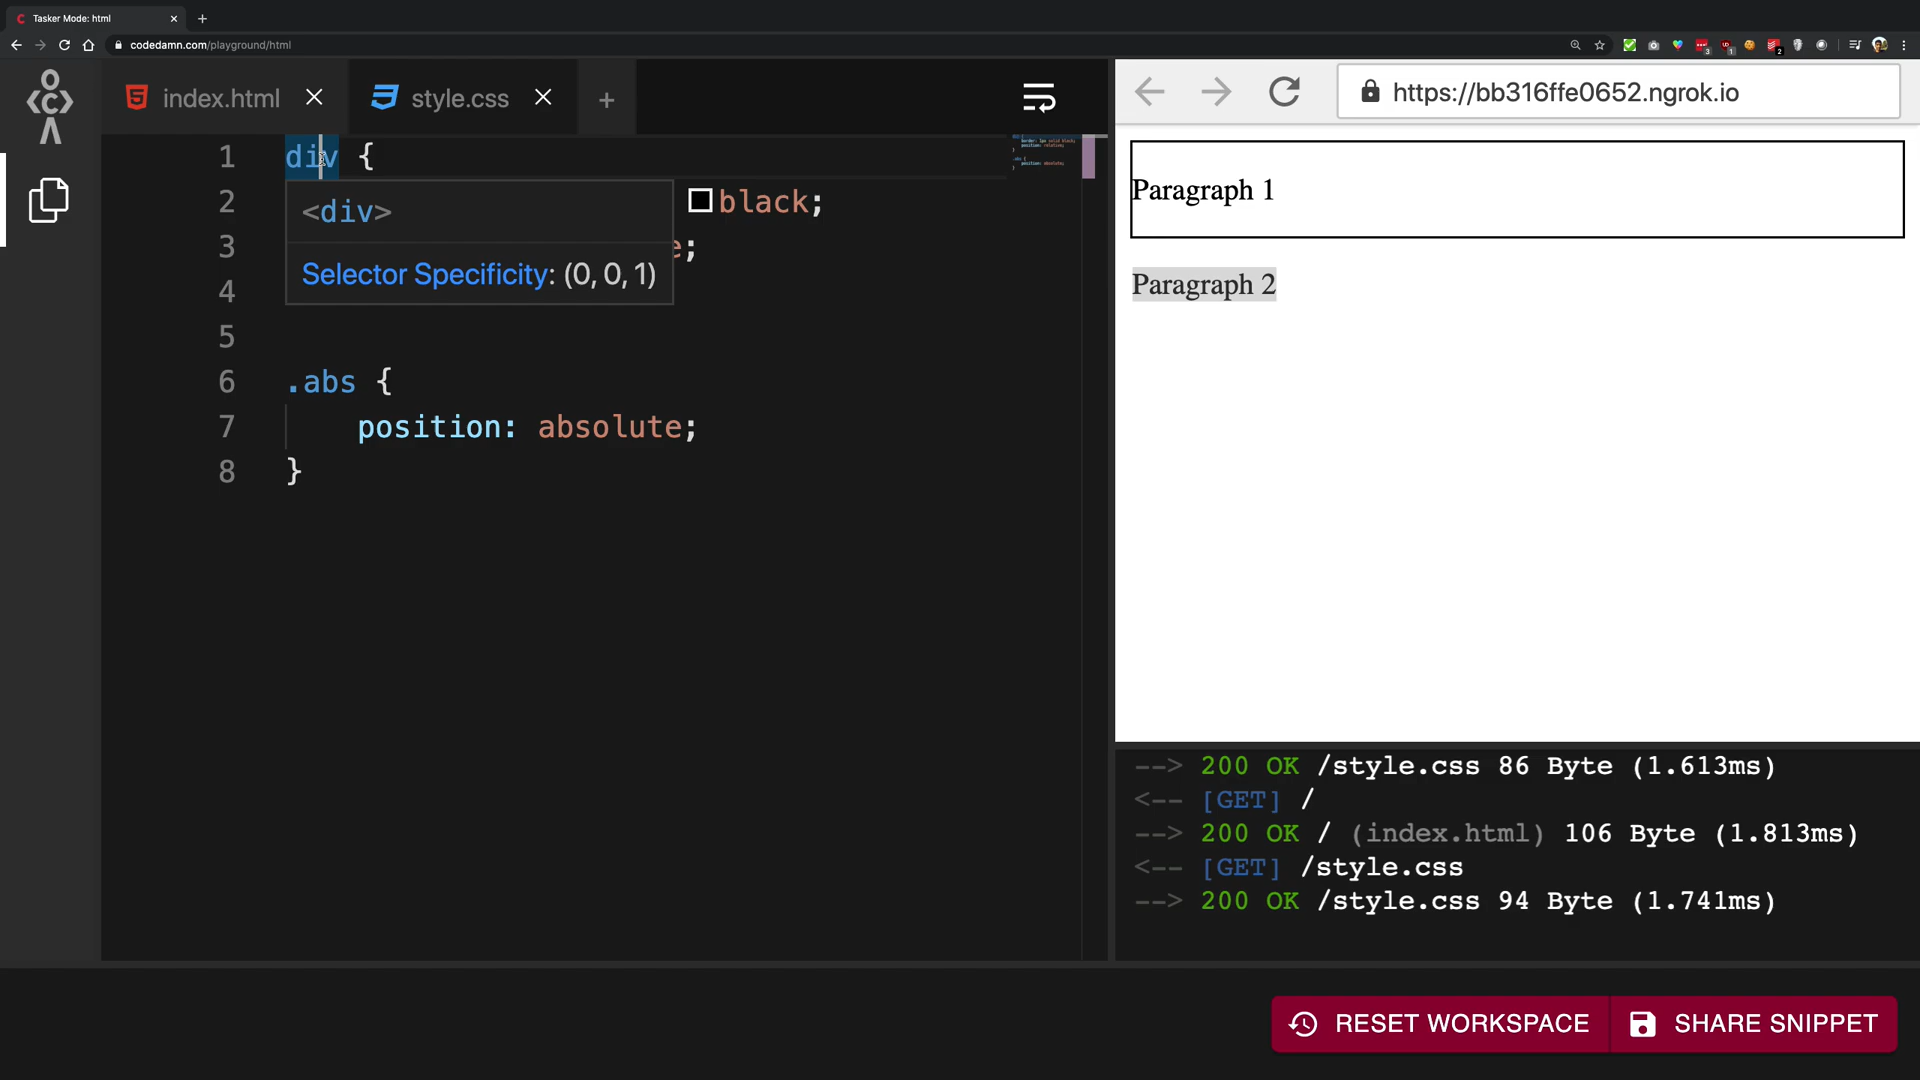 Tasker Mode: html
codedamn.com/playground/html
index.html
style.css
https://bb316ffe0652.ngrok.io
1 div {
<div>
2 black;
3 e;
Selector Specificity: (0, 0, 1)
4
5
6 .abs {
7 position: absolute;
8 }
Paragraph 1
Paragraph 2
--> 200 OK /style.css 86 Byte (1.613ms)
<-- [GET] /
--> 200 OK / (index.html) 106 Byte (1.813ms)
<-- [GET] /style.css
--> 200 OK /style.css 94 Byte (1.741ms)
RESET WORKSPACE
SHARE SNIPPET